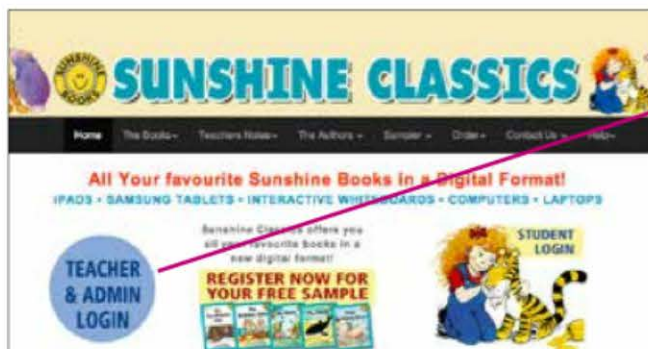 SUNSHINE BOOKS
SUNSHINE CLASSICS
Home The Books Teachers Notes The Authors Sampler Order Contact Us Help
All Your favourite Sunshine Books in a Digital Format!
IPADS • SAMSUNG TABLETS • INTERACTIVE WHITEBOARDS • COMPUTERS • LAPTOPS
TEACHER
& ADMIN
LOGIN
Sunshine Classics offers you
all your favourite books in a
new digital format!
REGISTER NOW FOR
YOUR FREE SAMPLE
STUDENT
LOGIN